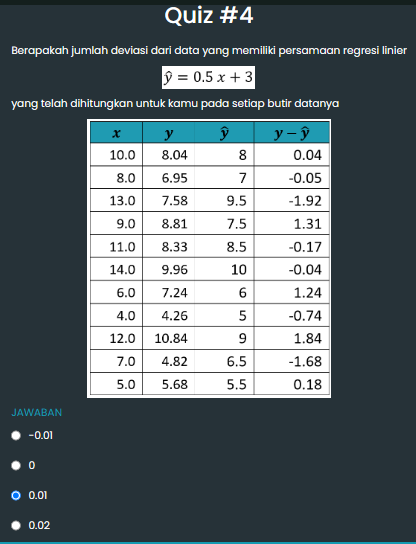 Quiz #4
Berapakah jumlah deviasi dari data yang memiliki persamaan regresi linier
ŷ = 0.5 x + 3
yang telah dihitungkan untuk kamu pada setiap butir datanya
x y ŷ y − ŷ
10.0 8.04 8 0.04
8.0 6.95 7 -0.05
13.0 7.58 9.5 -1.92
9.0 8.81 7.5 1.31
11.0 8.33 8.5 -0.17
14.0 9.96 10 -0.04
6.0 7.24 6 1.24
4.0 4.26 5 -0.74
12.0 10.84 9 1.84
7.0 4.82 6.5 -1.68
5.0 5.68 5.5 0.18
JAWABAN
-0.01
0
0.01
0.02